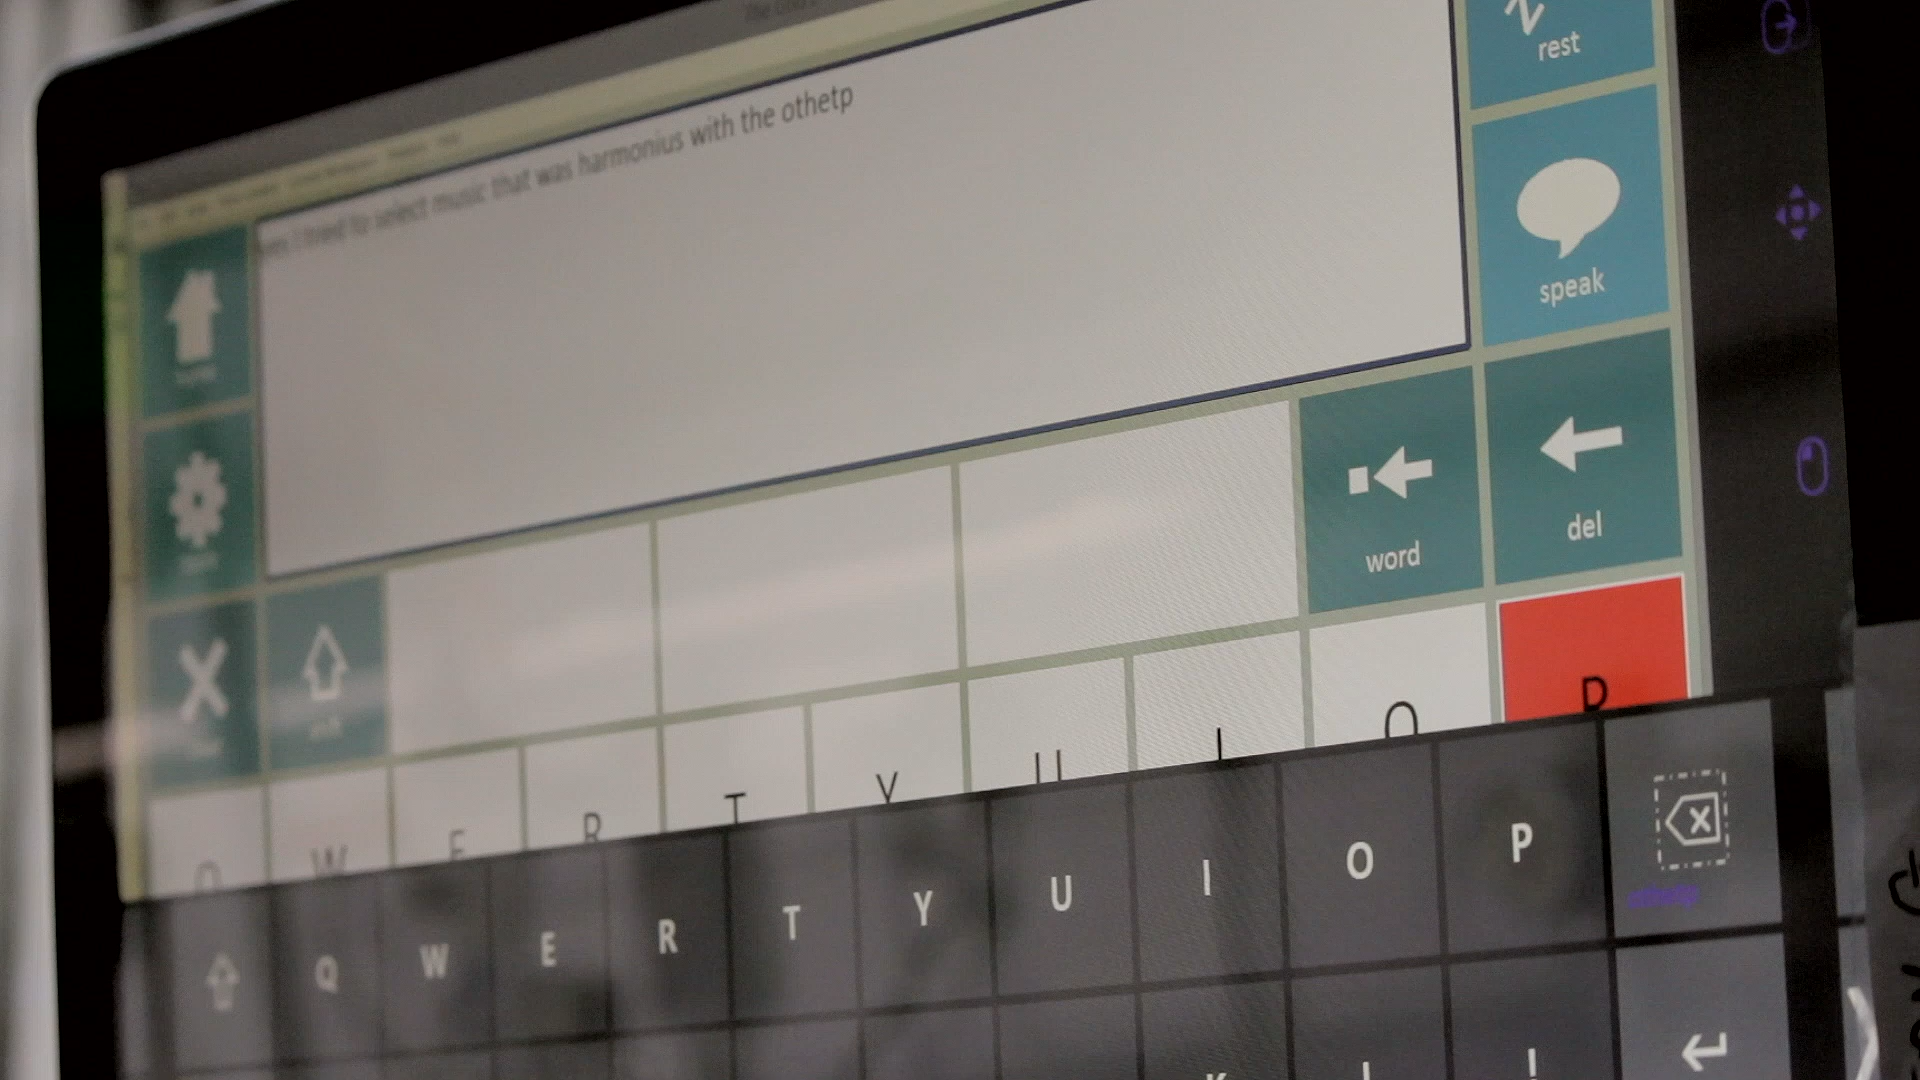 I tried to select music that was harmonius with the othetp
rest
speak
word
del
O P
Q W E R T Y U I
Q W E R T Y U I O P
othetp